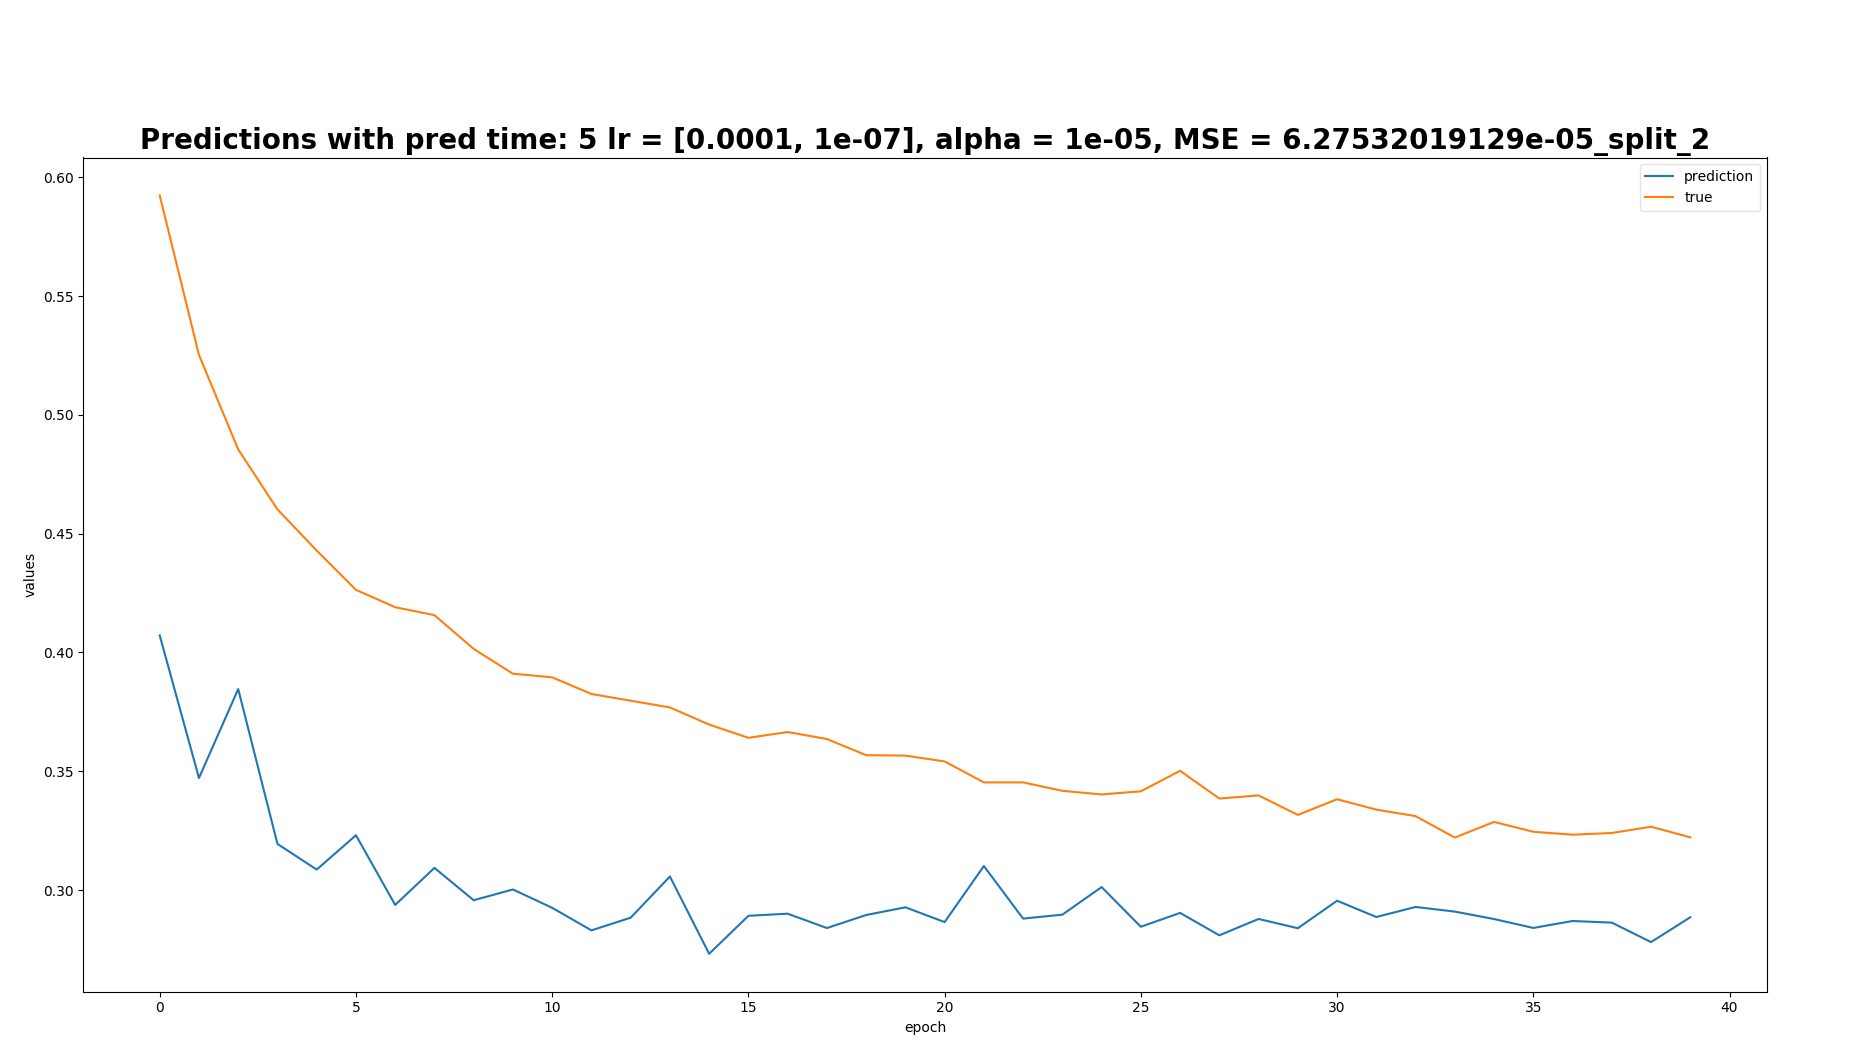 Predictions with pred time: 5 lr = [0.0001, 1e-07], alpha = 1e-05, MSE = 6.27532019129e-05_split_2
prediction
true
0.60
0.55
0.50
0.45
0.40
0.35
0.30
values
0 5 10 15 20 25 30 35 40
epoch